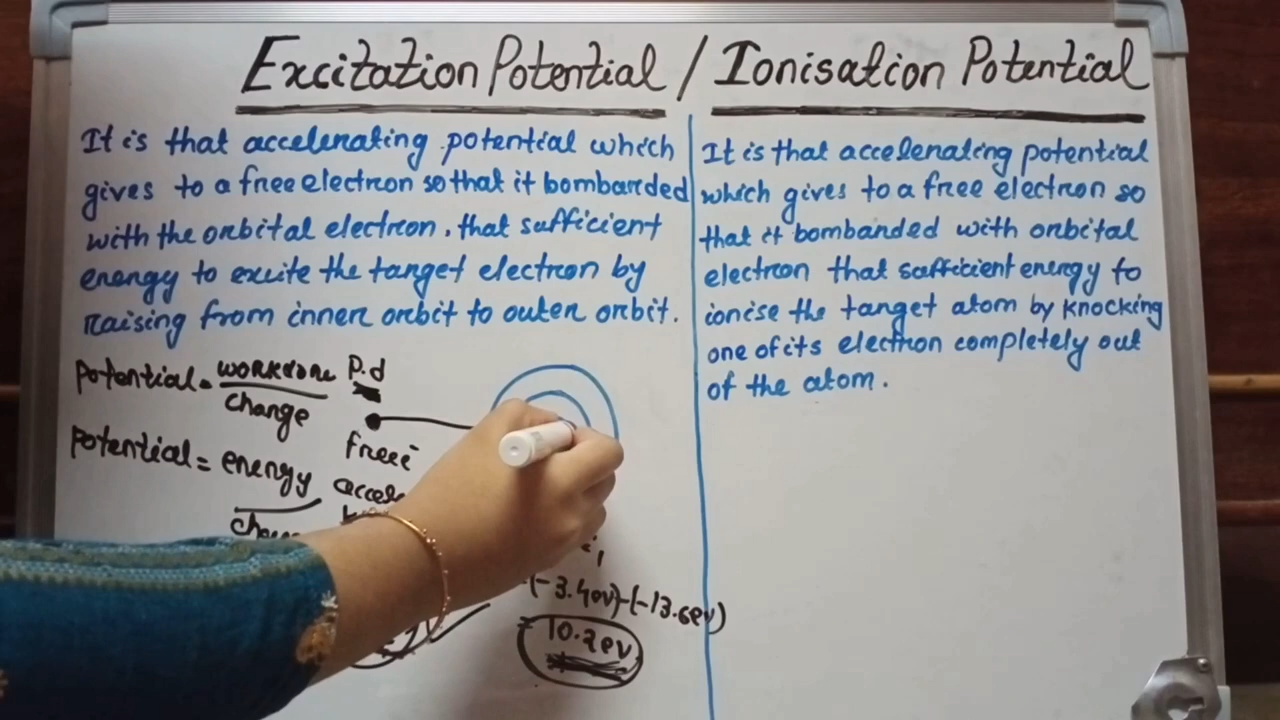 Excitation Potential / Ionisation Potential
It is that accelerating potential which
gives to a free electron so that it bombarded
with the orbital electron, that sufficient
energy to excite the target electron by
raising from inner orbit to outer orbit.
It is that accelerating potential
which gives to a free electron so
that it bombanded with orbital
electron that sufficient energy to
ionise the target atom by knocking
one of its electron completely out
of the atom.
Potential = workdone
change
P.d
free e⁻
Potential = energy
(-3.40ev)-(-13.6ev)
= 10.2ev